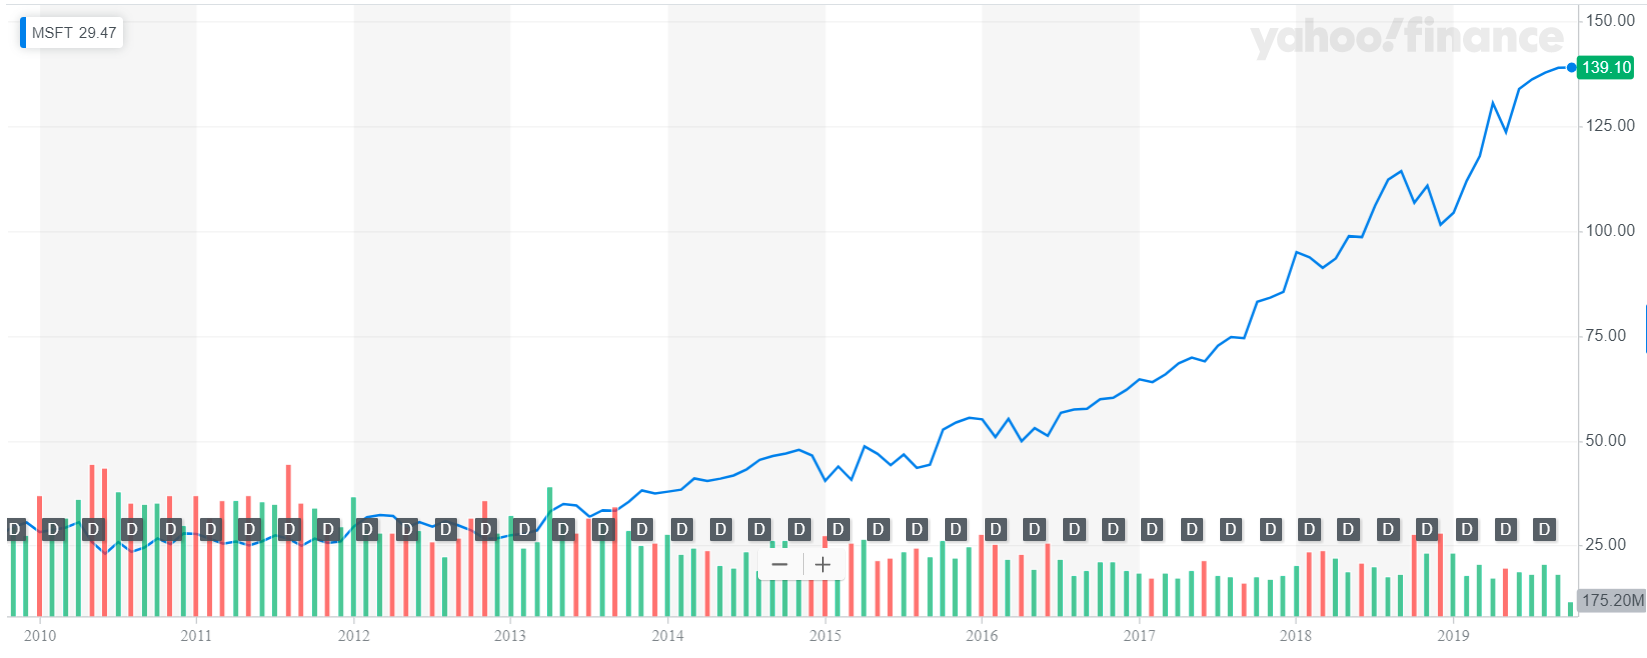 MSFT 29.47
yahoo!finance
150.00
139.10
125.00
100.00
75.00
50.00
D D D D D D D D D D D D D D D D D D D D D D D D D D D D D D D D D D D D D D D D
25.00
− +
175.20M
2010 2011 2012 2013 2014 2015 2016 2017 2018 2019